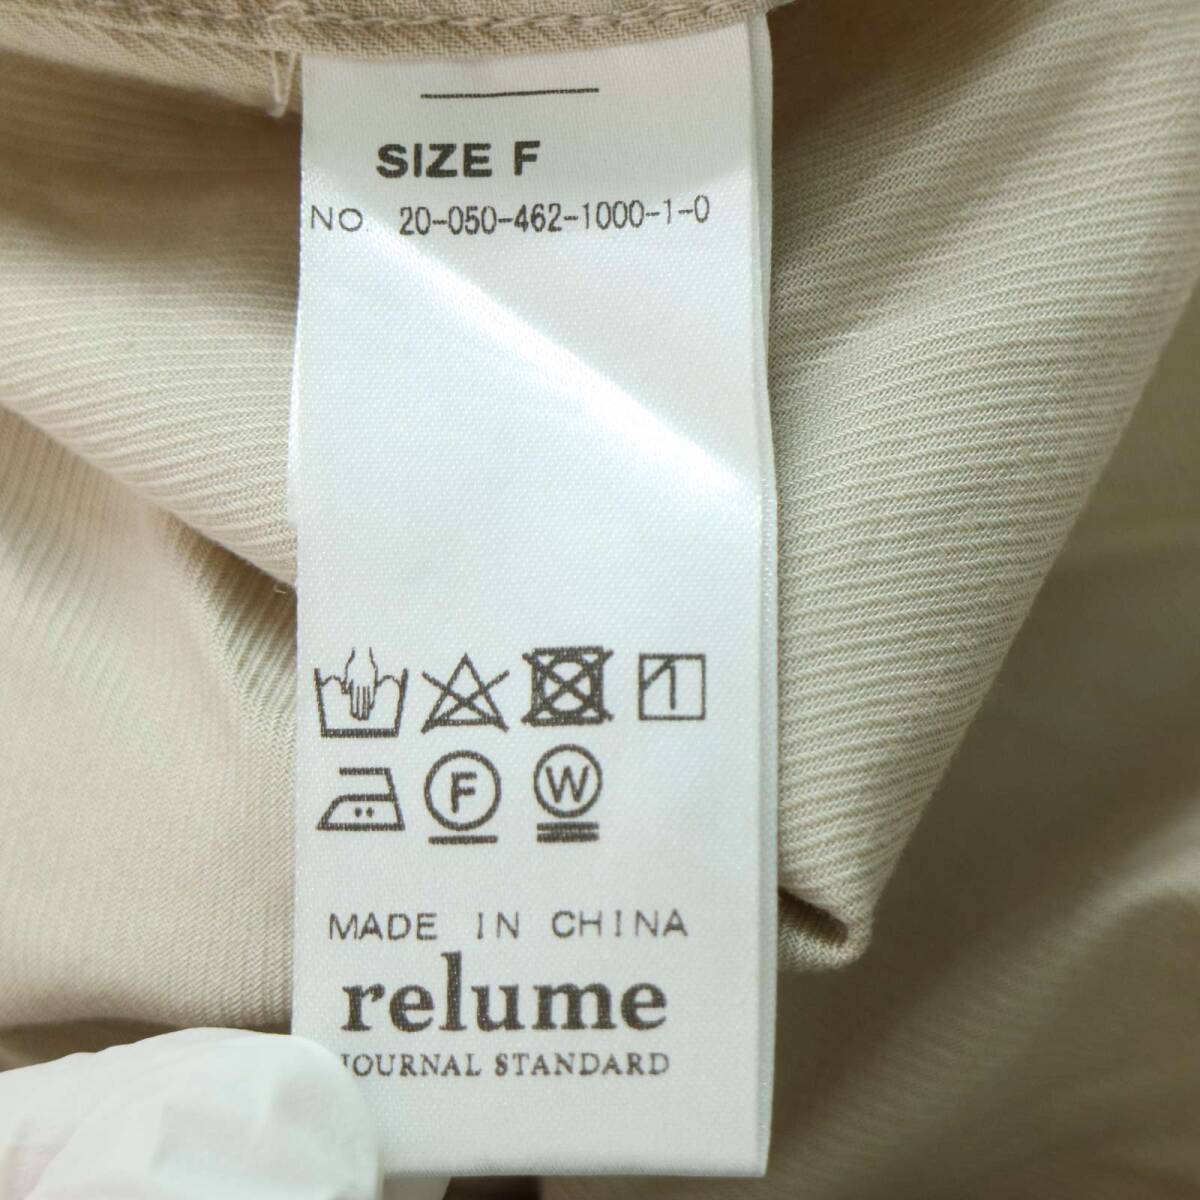 SIZE F
NO. 20-050-462-1000-1-0
F W
MADE IN CHINA
relume
JOURNAL STANDARD